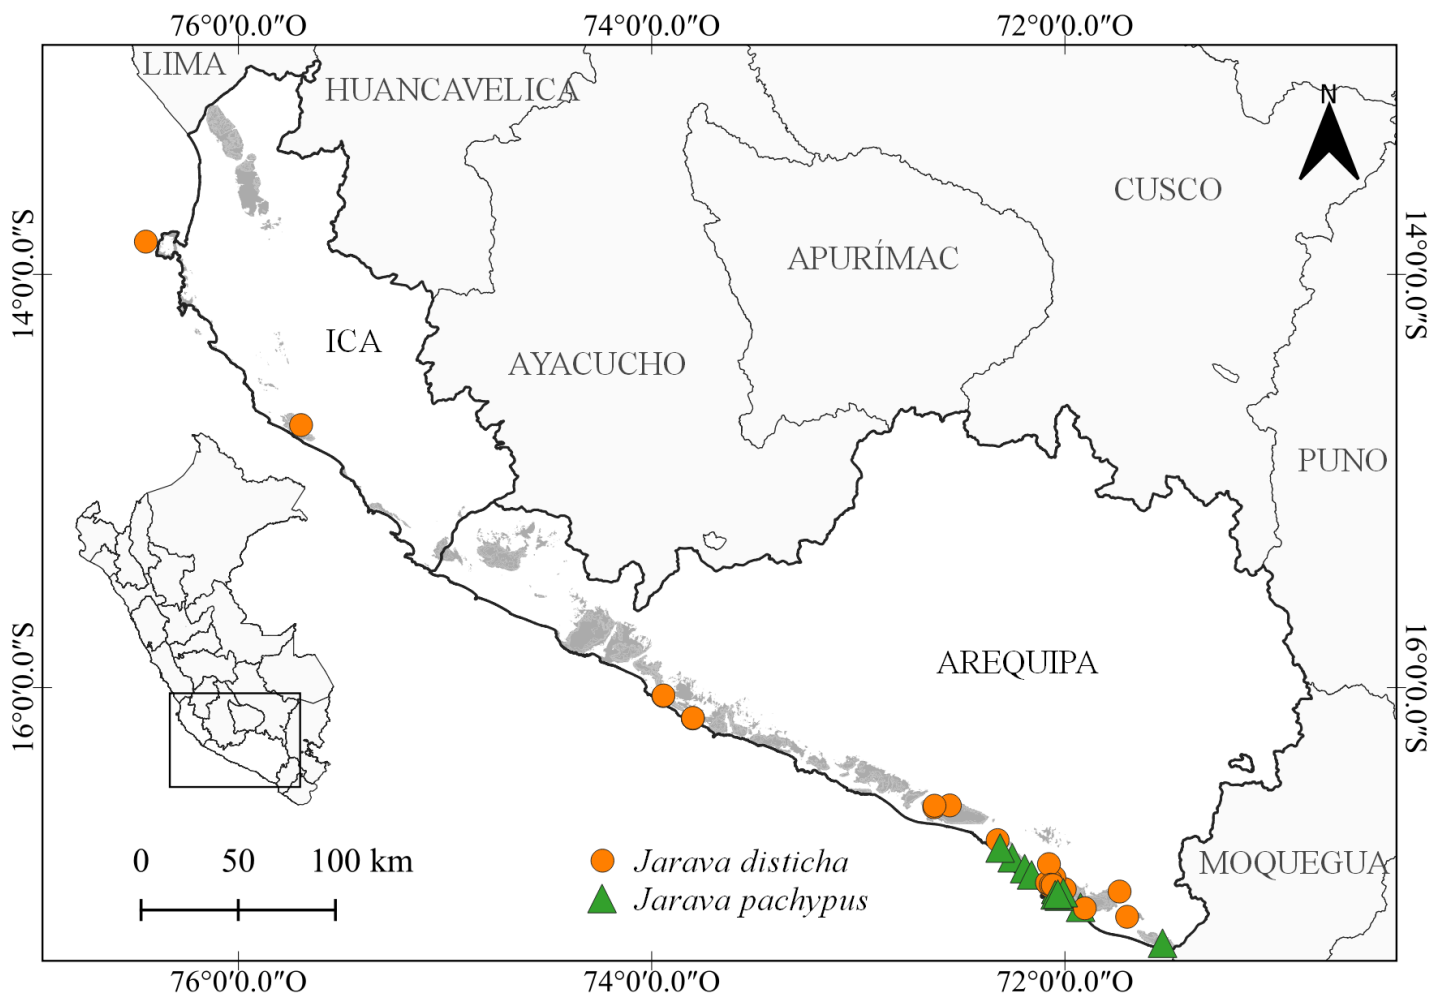 76°0'0.0"O 74°0'0.0"O 72°0'0.0"O
LIMA
HUANCAVELICA
N
CUSCO
14°0'0.0"S
14°0'0.0"S
APURÍMAC
ICA
AYACUCHO
PUNO
16°0'0.0"S
16°0'0.0"S
AREQUIPA
0 50 100 km
Jarava disticha
MOQUEGUA
Jarava pachypus
76°0'0.0"O 74°0'0.0"O 72°0'0.0"O